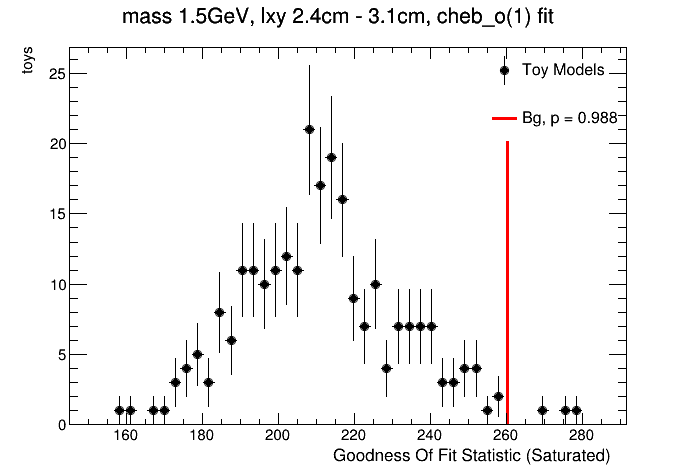 mass 1.5GeV, lxy 2.4cm - 3.1cm, cheb_o(1) fit
toys
25
20
15
10
5
0
Toy Models
Bg, p = 0.988
160 180 200 220 240 260 280
Goodness Of Fit Statistic (Saturated)